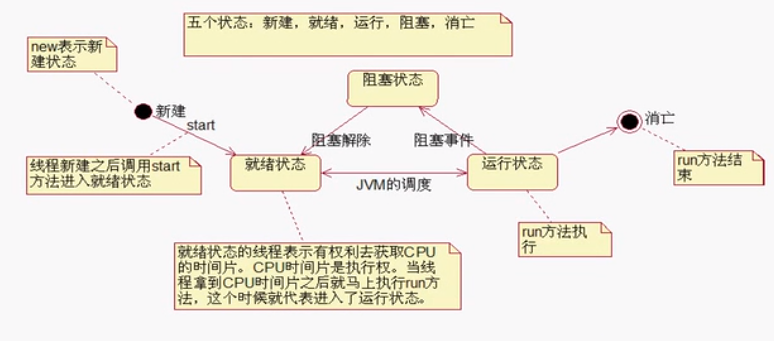 五个状态：新建，就绪，运行，阻塞，消亡
new表示新
建状态
阻塞状态
新建
消亡
start
阻塞解除
阻塞事件
线程新建之后调用start
方法进入就绪状态
就绪状态
运行状态
run方法结
束
JVM的调度
run方法执
行
就绪状态的线程表示有权利去获取CPU
的时间片。CPU时间片是执行权。当线
程拿到CPU时间片之后就马上执行run方
法，这个时候就代表进入了运行状态。